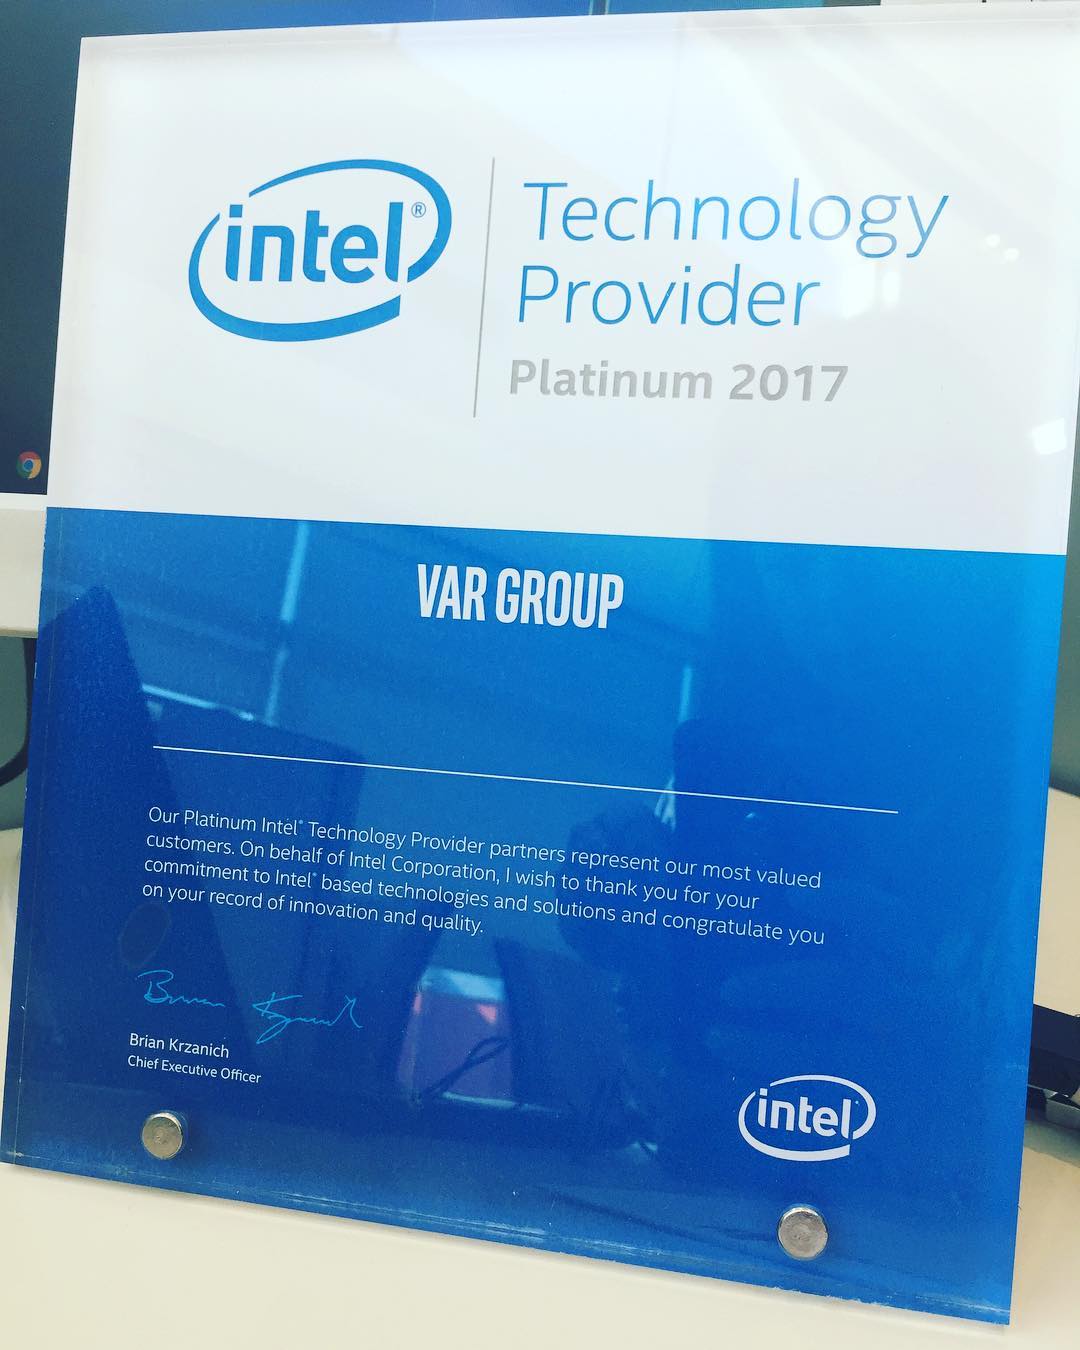 intel®
Technology
Provider
Platinum 2017
VAR GROUP
Our Platinum Intel® Technology Provider partners represent our most valued
customers. On behalf of Intel Corporation, I wish to thank you for your
commitment to Intel® based technologies and solutions and congratulate you
on your record of innovation and quality.
Brian Krzanich
Brian Krzanich
Chief Executive Officer
intel